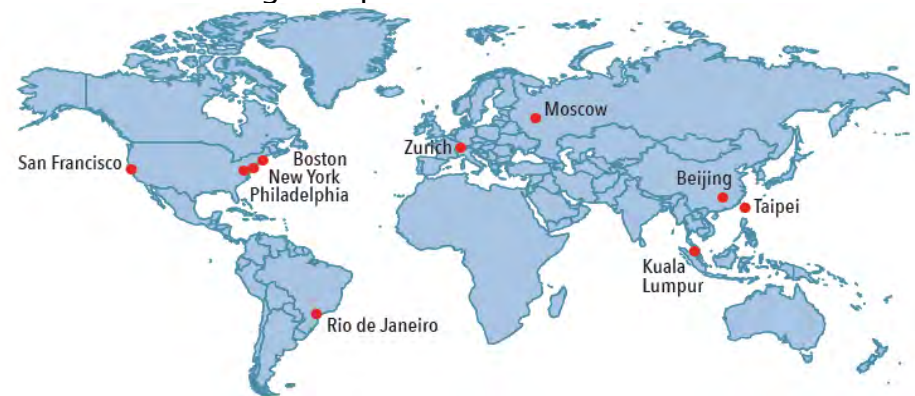 Moscow
Zurich
San Francisco
Boston
New York
Philadelphia
Beijing
Taipei
Kuala
Lumpur
Rio de Janeiro